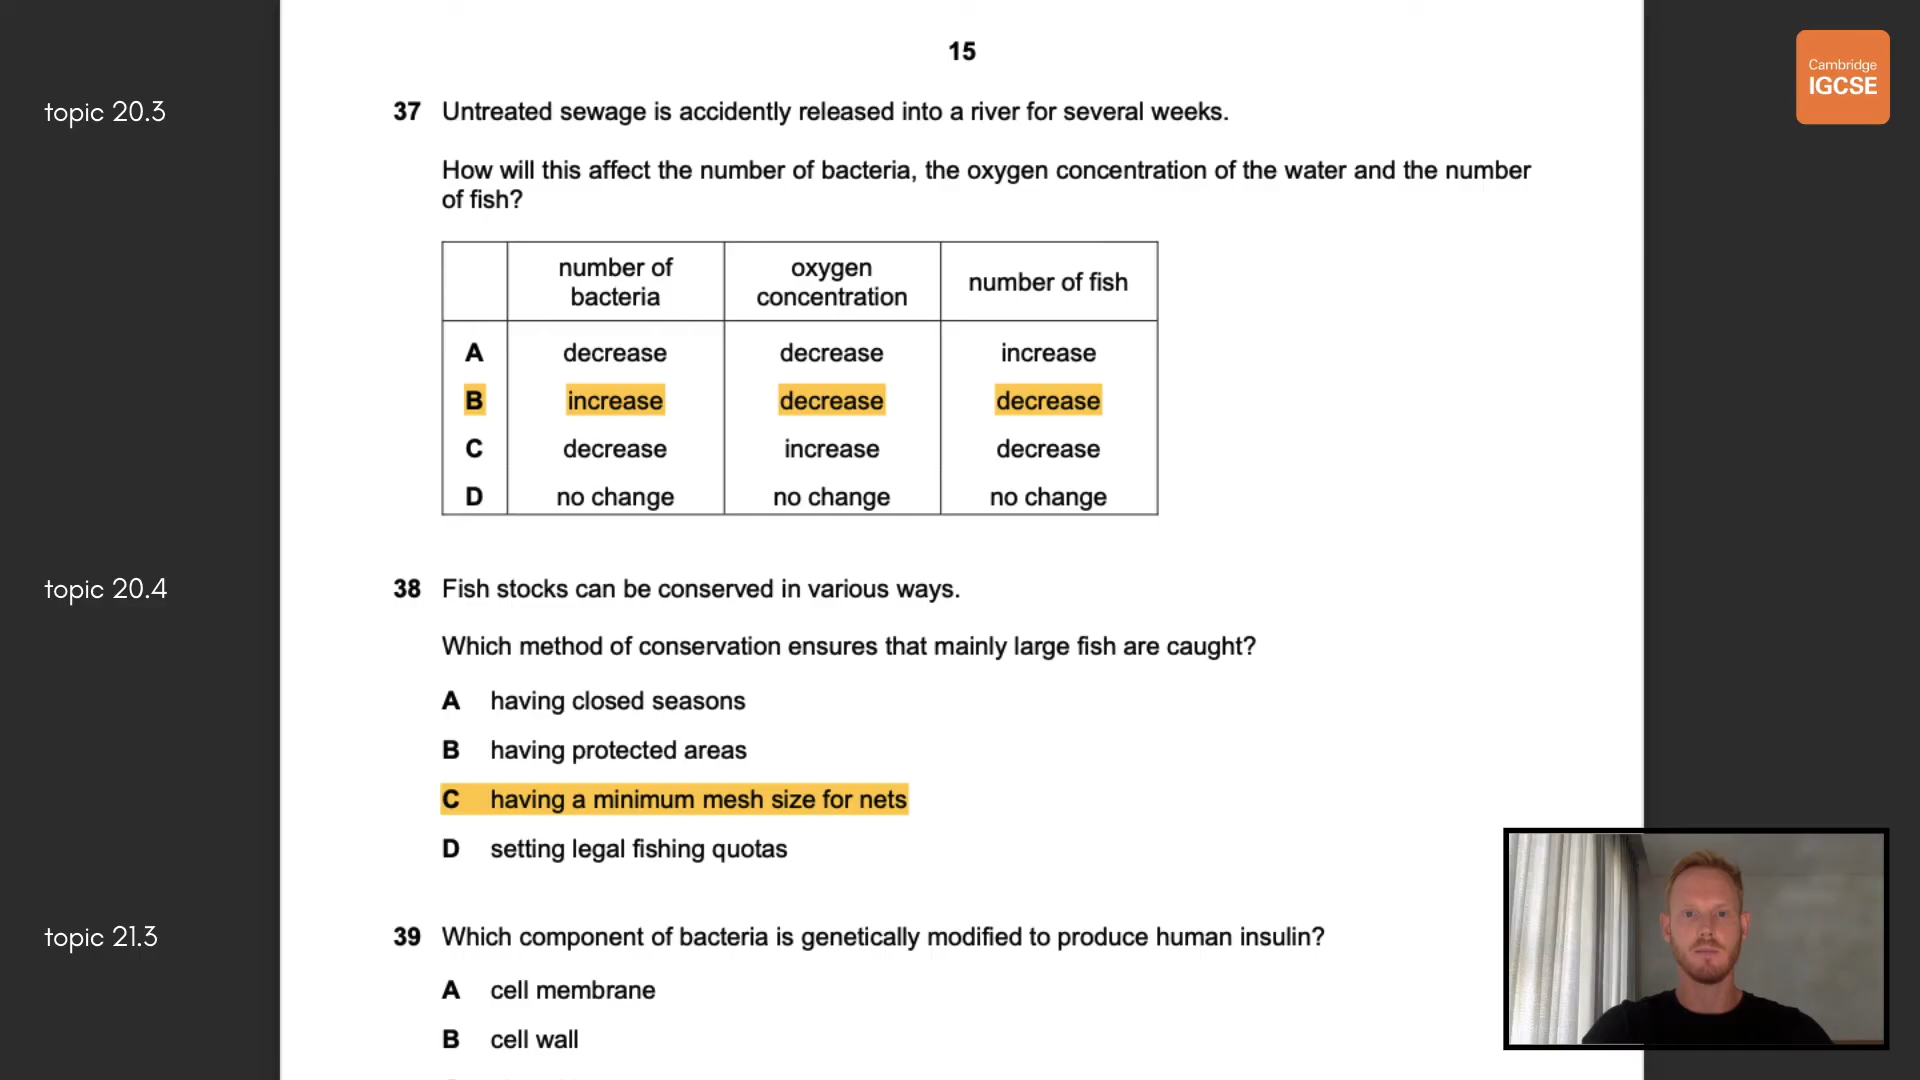 15
Cambridge
IGCSE
topic 20.3
37 Untreated sewage is accidently released into a river for several weeks.
How will this affect the number of bacteria, the oxygen concentration of the water and the number
of fish?
number of bacteria oxygen concentration number of fish
A decrease decrease increase
B increase decrease decrease
C decrease increase decrease
D no change no change no change
topic 20.4
38 Fish stocks can be conserved in various ways.
Which method of conservation ensures that mainly large fish are caught?
A having closed seasons
B having protected areas
C having a minimum mesh size for nets
D setting legal fishing quotas
topic 21.3
39 Which component of bacteria is genetically modified to produce human insulin?
A cell membrane
B cell wall